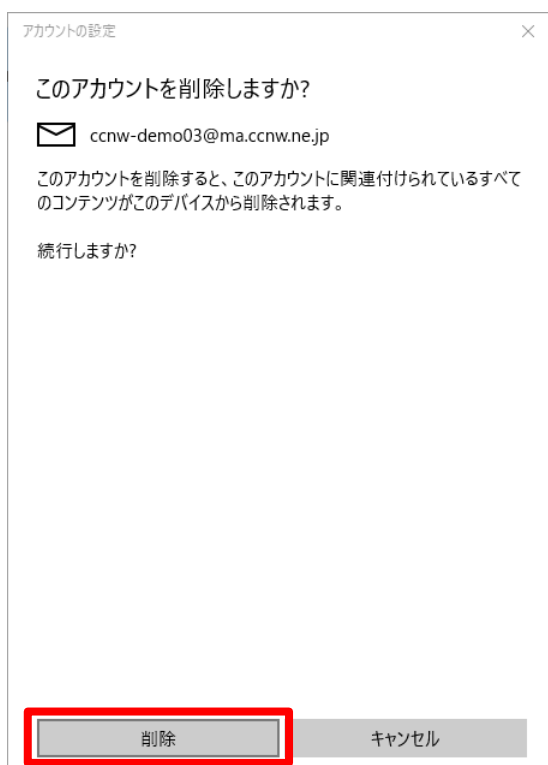 アカウントの設定
このアカウントを削除しますか?
ccnw-demo03@ma.ccnw.ne.jp
このアカウントを削除すると、このアカウントに関連付けられているすべて
のコンテンツがこのデバイスから削除されます。
続行しますか?
削除
キャンセル